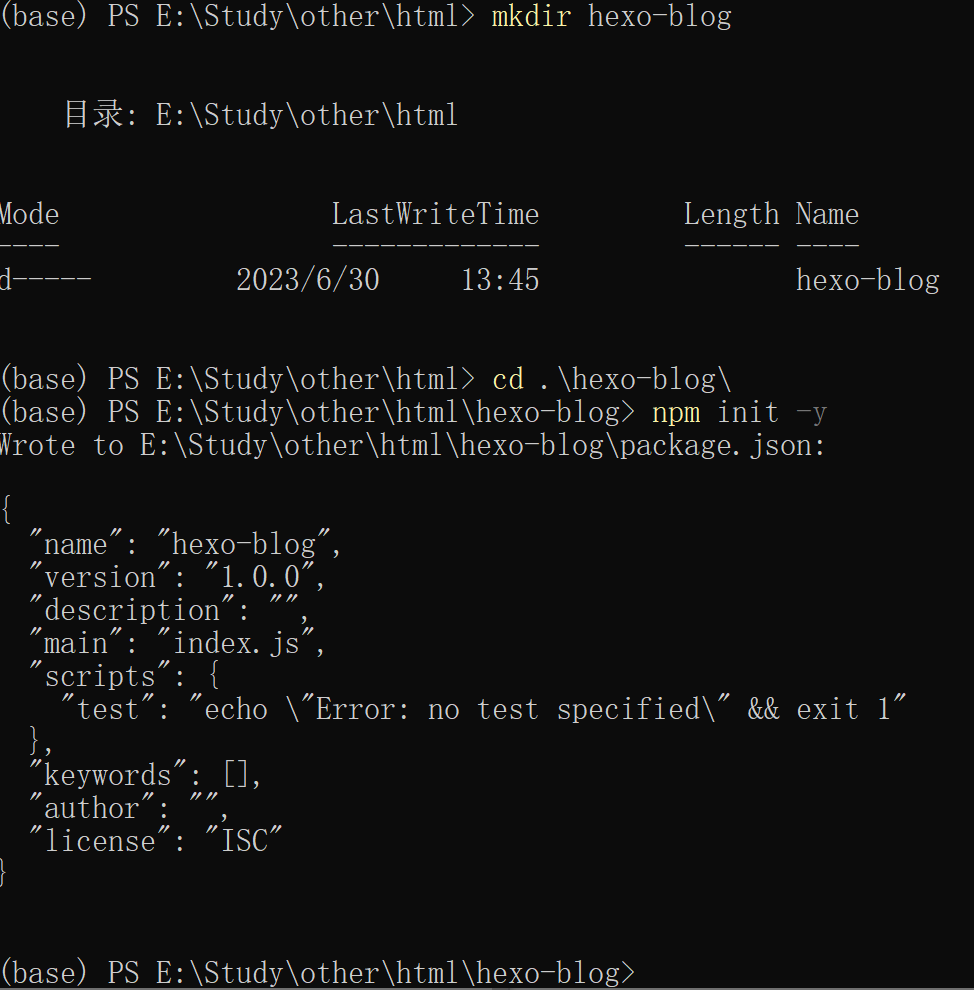 (base) PS E:\Study\other\html> mkdir hexo-blog
目录: E:\Study\other\html
Mode LastWriteTime Length Name
---- ------------- ------ ----
d----- 2023/6/30 13:45 hexo-blog
(base) PS E:\Study\other\html> cd .\hexo-blog\
(base) PS E:\Study\other\html\hexo-blog> npm init -y
Wrote to E:\Study\other\html\hexo-blog\package.json:
{
"name": "hexo-blog",
"version": "1.0.0",
"description": "",
"main": "index.js",
"scripts": {
"test": "echo \"Error: no test specified\" && exit 1"
},
"keywords": [],
"author": "",
"license": "ISC"
}
(base) PS E:\Study\other\html\hexo-blog>